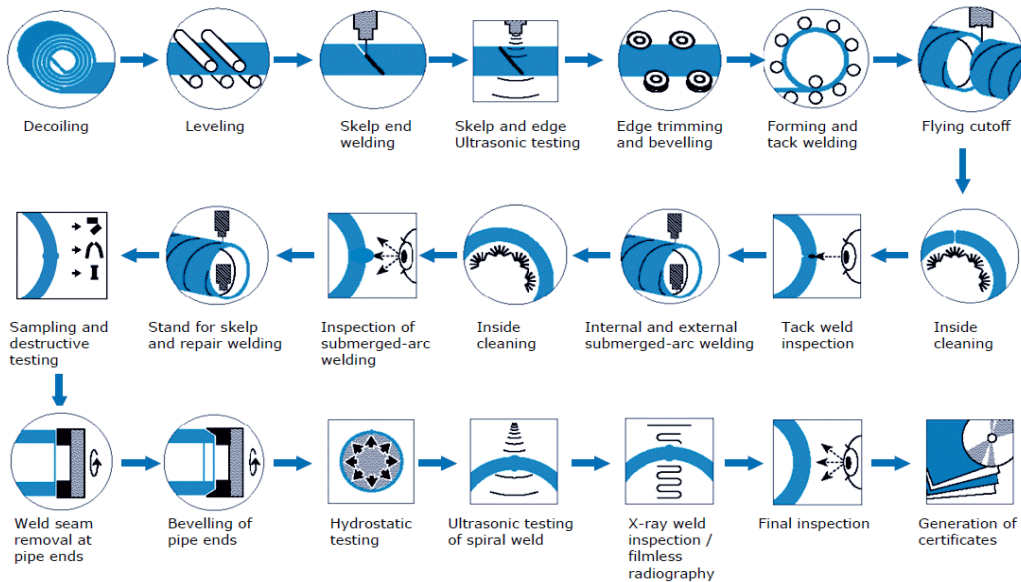 Decoiling
Leveling
Skelp end
welding
Skelp and edge
Ultrasonic testing
Edge trimming
and bevelling
Forming and
tack welding
Flying cutoff
Sampling and
destructive
testing
Stand for skelp
and repair welding
Inspection of
submerged-arc
welding
Inside
cleaning
Internal and external
submerged-arc welding
Tack weld
inspection
Inside
cleaning
Weld seam
removal at
pipe ends
Bevelling of
pipe ends
Hydrostatic
testing
Ultrasonic testing
of spiral weld
X-ray weld
inspection /
filmless
radiography
Final inspection
Generation of
certificates